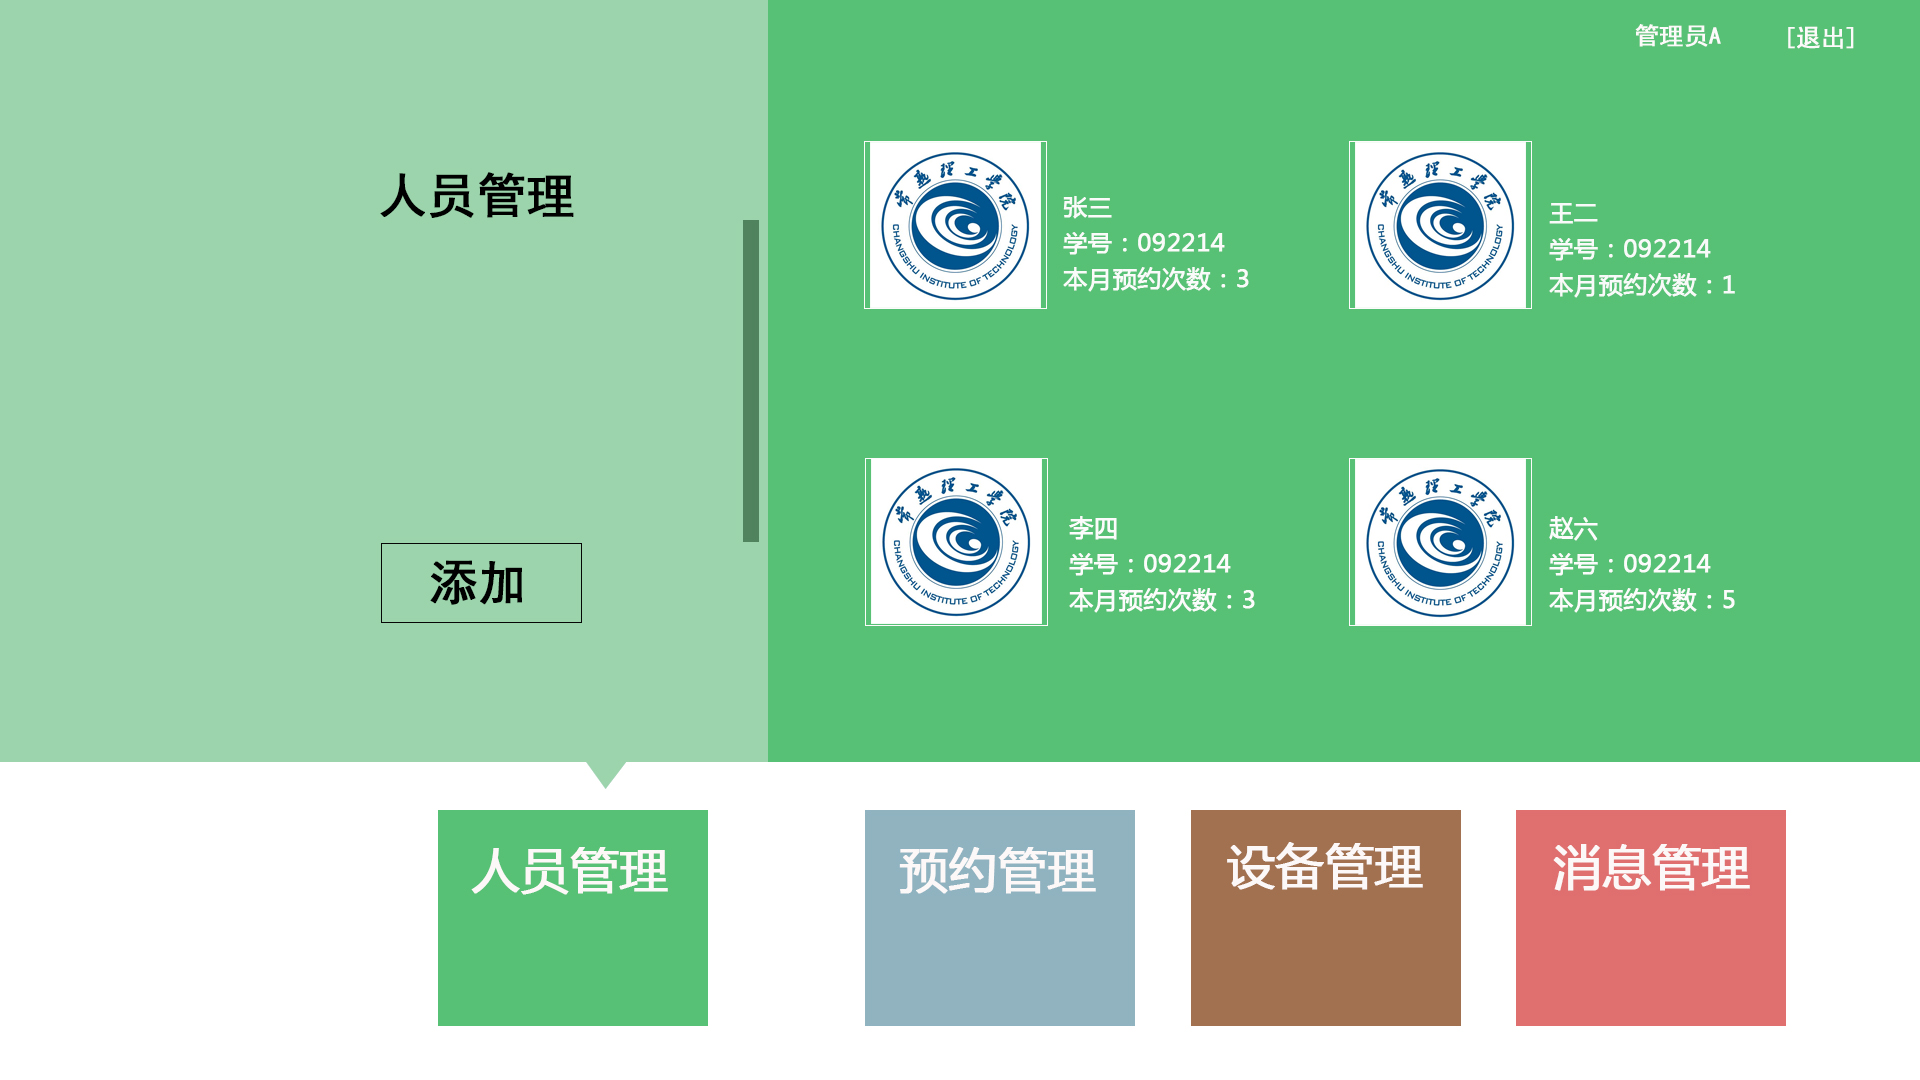 管理员A
[退出]
人员管理
添加
常熟理工学院
CHANGSHU INSTITUTE OF TECHNOLOGY
张三
学号：092214
本月预约次数：3
常熟理工学院
CHANGSHU INSTITUTE OF TECHNOLOGY
王二
学号：092214
本月预约次数：1
常熟理工学院
CHANGSHU INSTITUTE OF TECHNOLOGY
李四
学号：092214
本月预约次数：3
常熟理工学院
CHANGSHU INSTITUTE OF TECHNOLOGY
赵六
学号：092214
本月预约次数：5
人员管理
预约管理
设备管理
消息管理